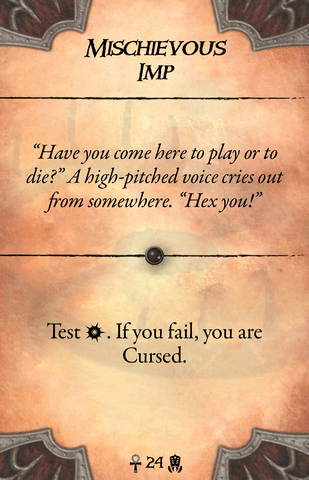 Mischievous
Imp
“Have you come here to play or to
die?” A high-pitched voice cries out
from somewhere. “Hex you!”
Test . If you fail, you are
Cursed.
24